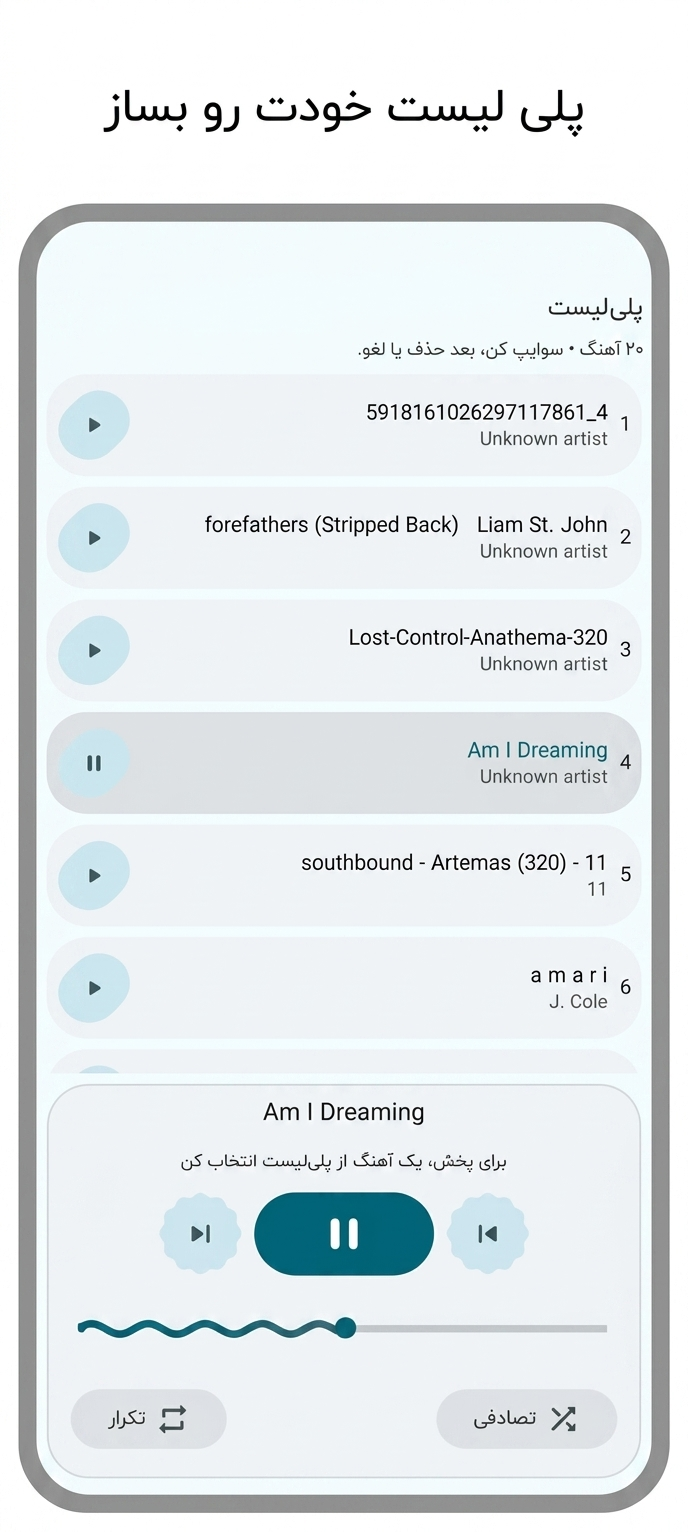 پلی لیست خودت رو بساز
پلی‌لیست
۲۰ آهنگ • سوایپ کن، بعد حذف یا لغو.
1
5918161026297117861_4
Unknown artist
2
forefathers (Stripped Back)   Liam St. John
Unknown artist
3
Lost-Control-Anathema-320
Unknown artist
4
Am I Dreaming
Unknown artist
5
southbound - Artemas (320) - 11
11
6
a m a r i
J. Cole
Am I Dreaming
برای پخش، یک آهنگ از پلی‌لیست انتخاب کن
تصادفی
تکرار